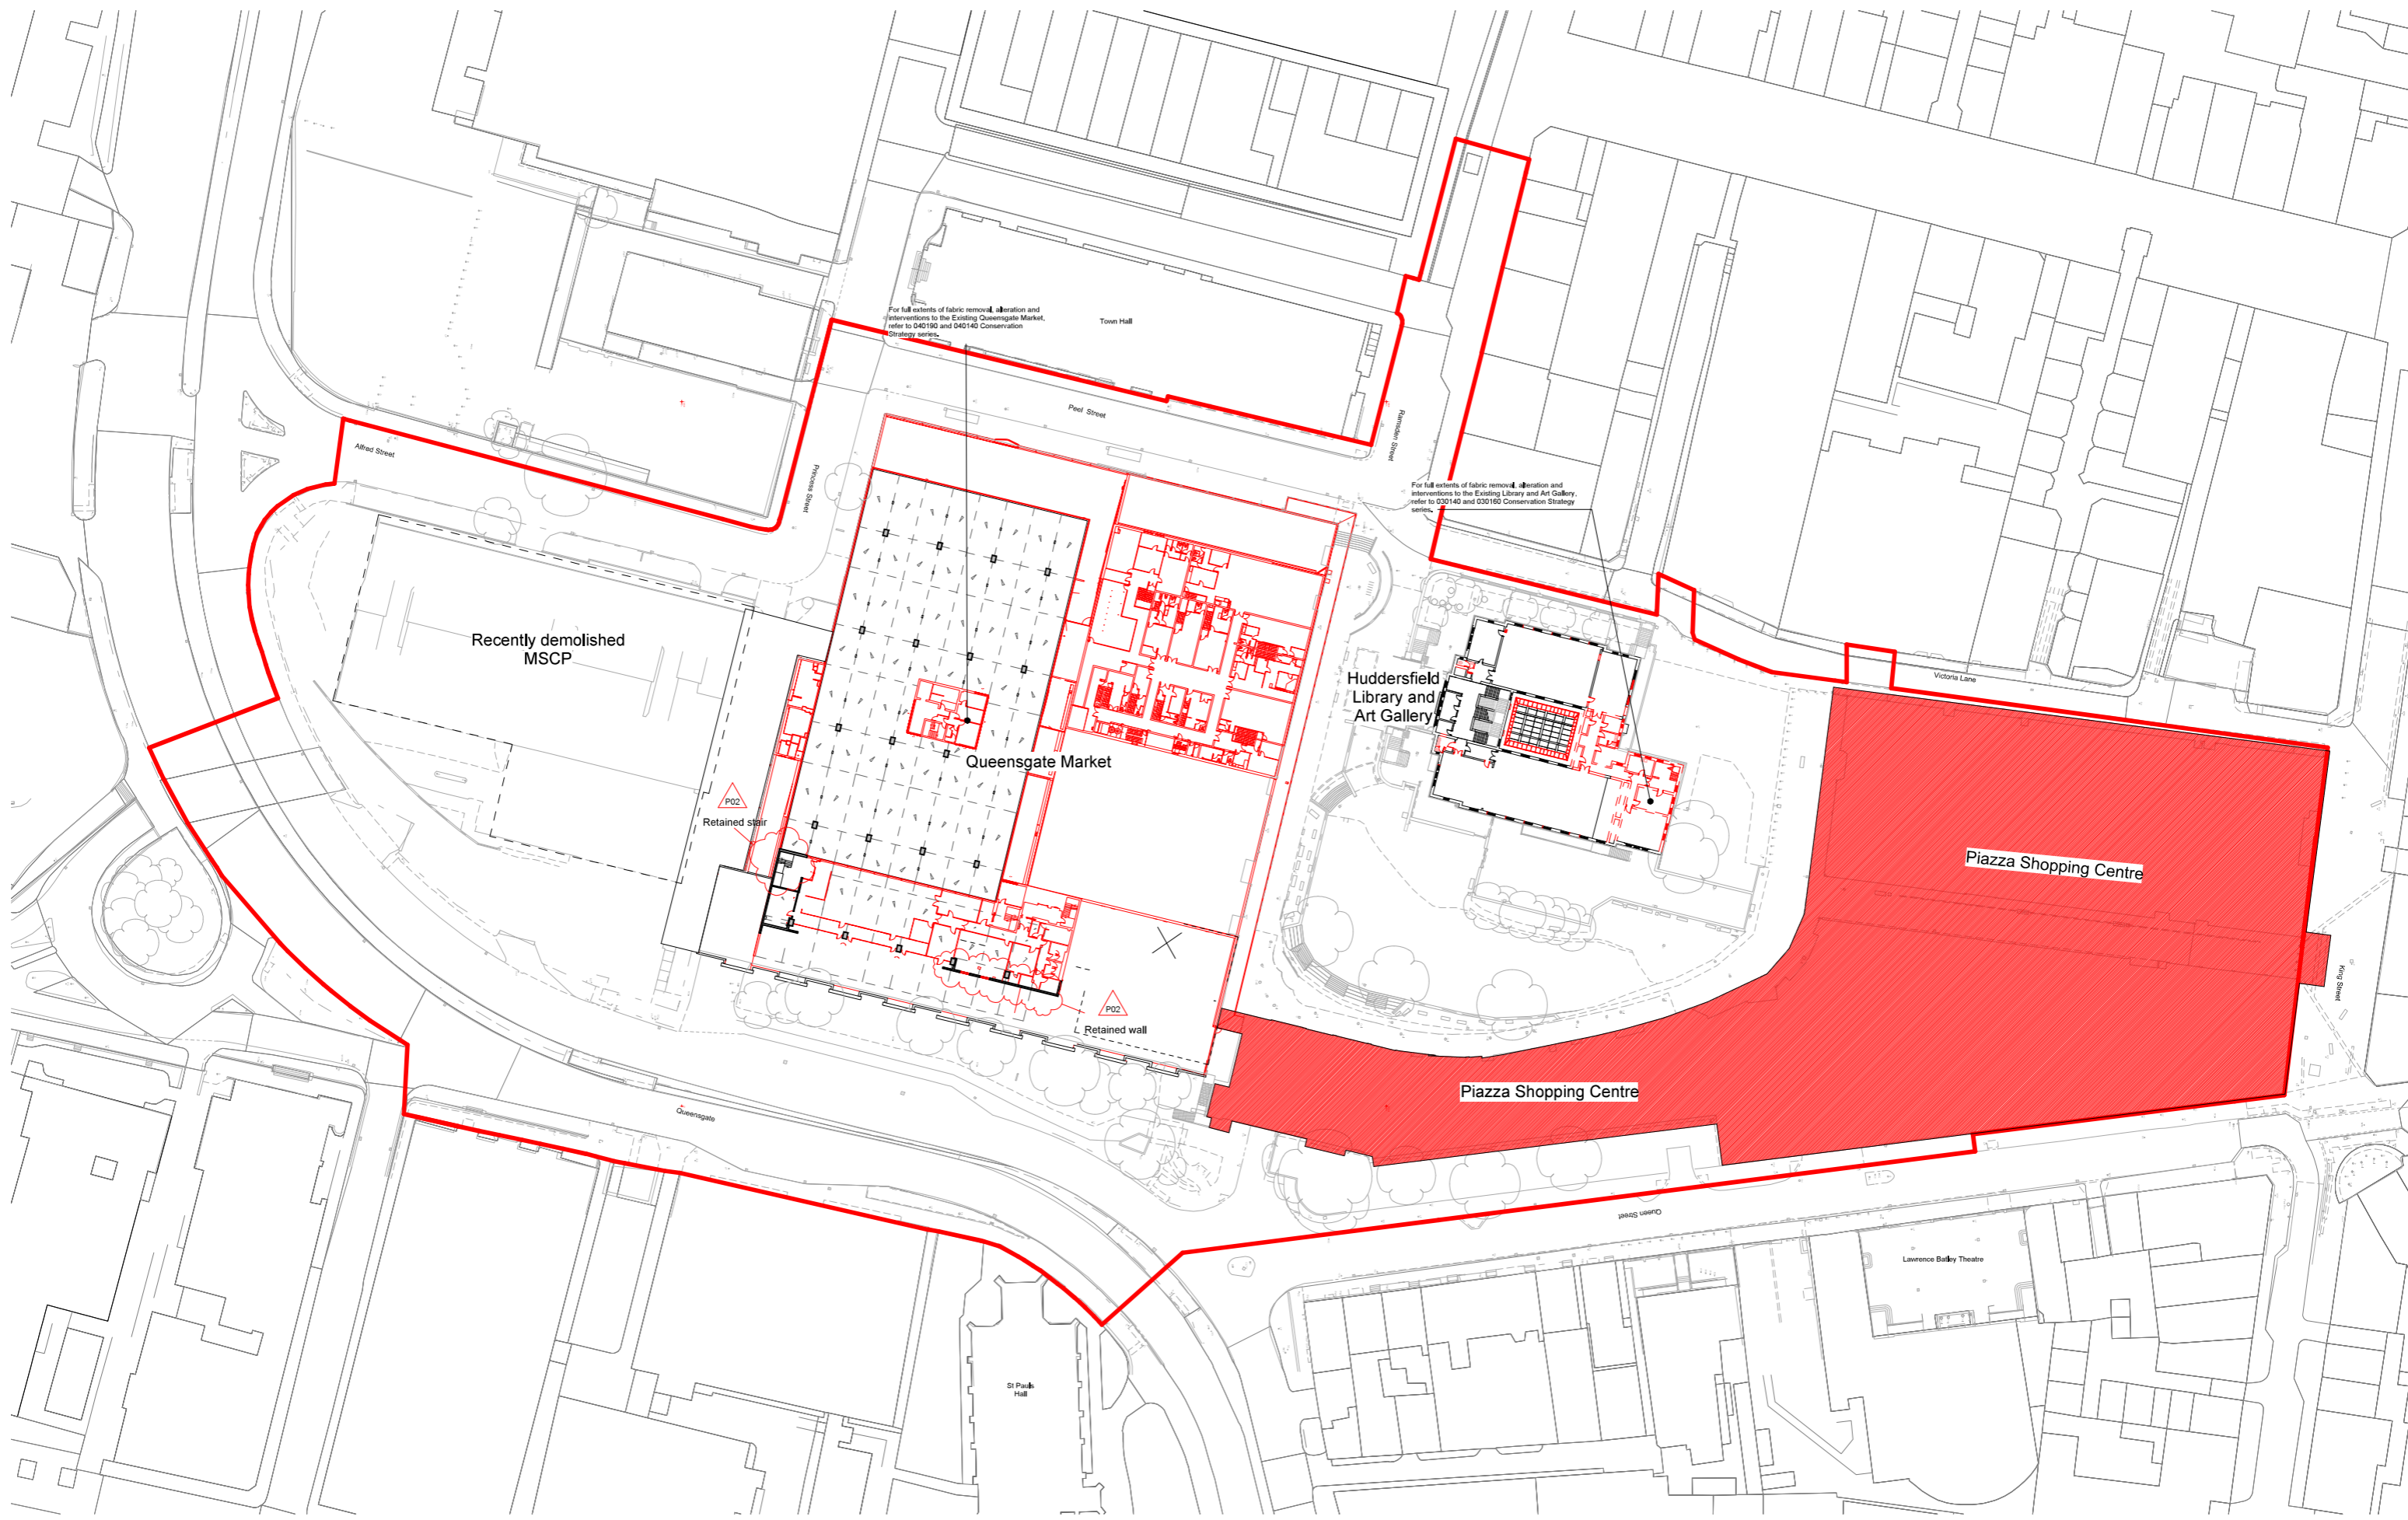 For full extents of fabric removal, alteration and
interventions to the Existing Queensgate Market,
refer to 040190 and 040140 Conservation
Strategy series.
Town Hall
Peel Street
Ramsden Street
Alfred Street
Princess Street
For full extents of fabric removal, alteration and
interventions to the Existing Library and Art Gallery,
refer to 030140 and 030160 Conservation Strategy
series.
Recently demolished
MSCP
Huddersfield
Library and
Art Gallery
Victoria Lane
Queensgate Market
P02
Retained stair
Piazza Shopping Centre
King Street
P02
Retained wall
Piazza Shopping Centre
Queensgate
Queen Street
Lawrence Batley Theatre
St Pauls
Hall